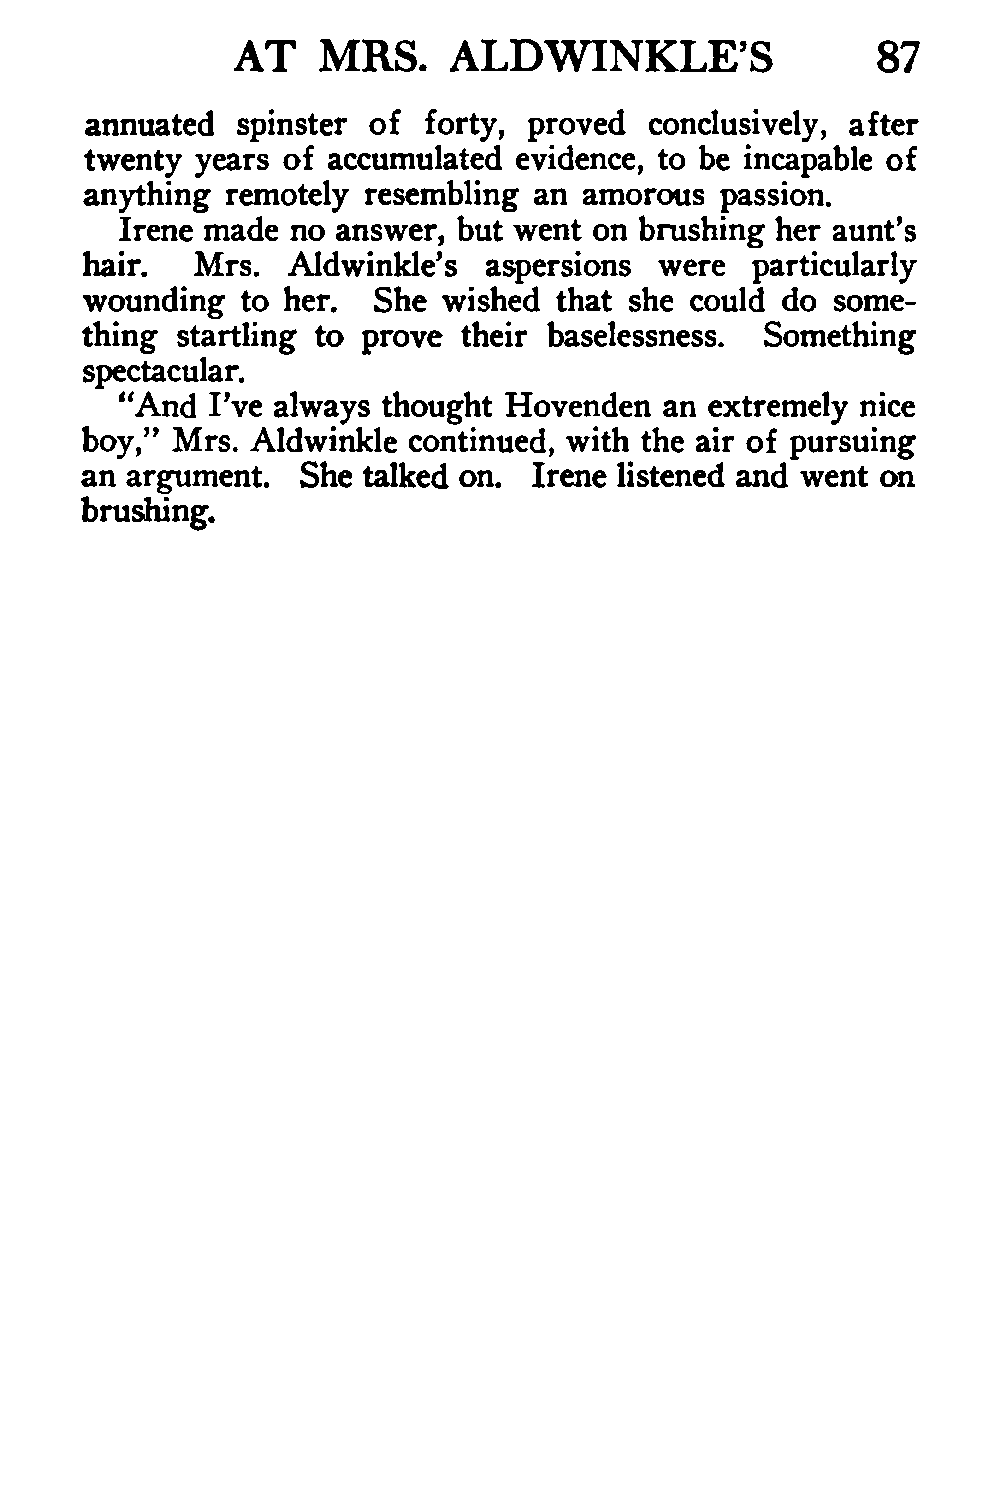 AT MRS. ALDWINKLE'S 87
annuated spinster of forty, proved conclusively, after
twenty years of accumulated evidence, to be incapable of
anything remotely resembling an amorous passion.
Irene made no answer, but went on brushing her aunt's
hair. Mrs. Aldwinkle's aspersions were particularly
wounding to her. She wished that she could do some-
thing startling to prove their baselessness. Something
spectacular.
"And I've always thought Hovenden an extremely nice
boy," Mrs. Aldwinkle continued, with the air of pursuing
an argument. She talked on. Irene listened and went on
brushing.